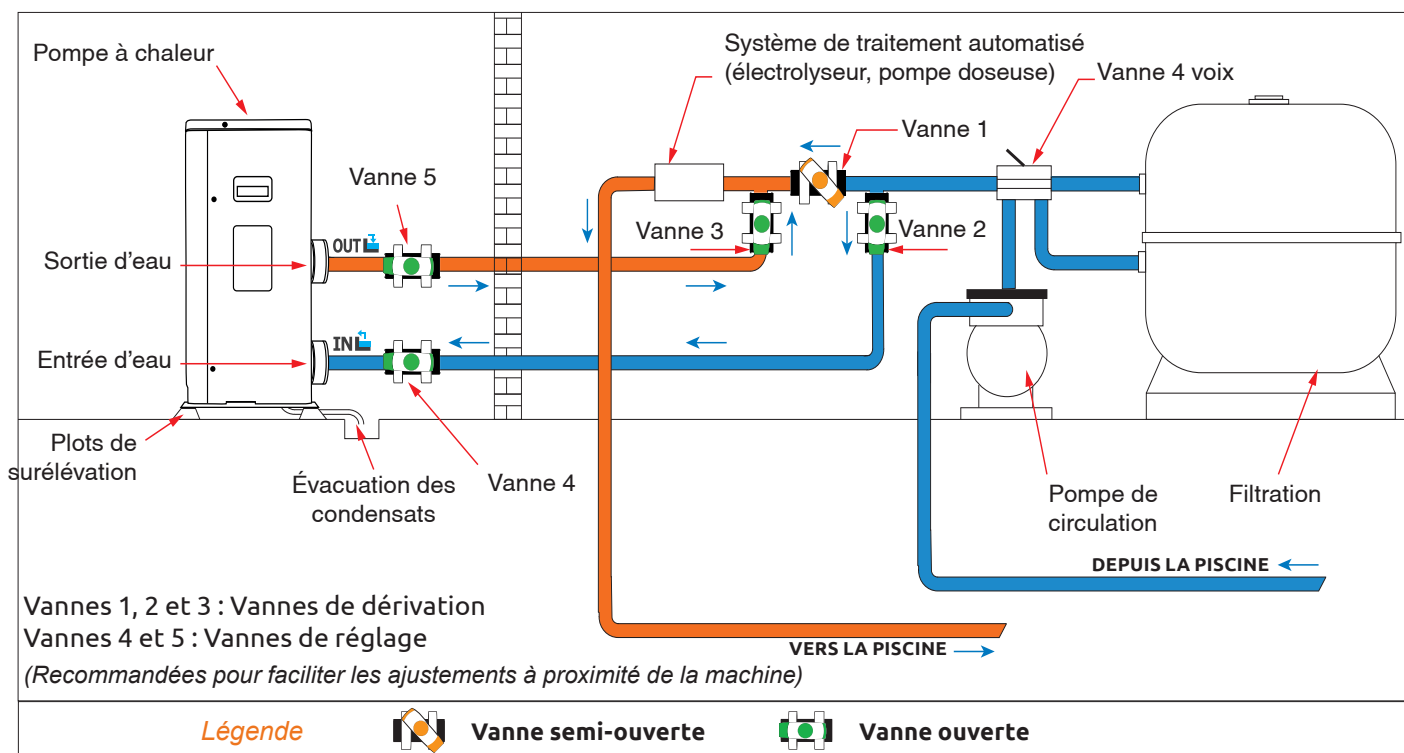 Pompe à chaleur
Système de traitement automatisé
(électrolyseur, pompe doseuse)
Vanne 4 voix
Vanne 1
Vanne 5
Vanne 3
Vanne 2
OUT
Sortie d'eau
IN
Entrée d'eau
Plots de
surélévation
Évacuation des
condensats
Vanne 4
Pompe de
circulation
Filtration
DEPUIS LA PISCINE
Vannes 1, 2 et 3 : Vannes de dérivation
Vannes 4 et 5 : Vannes de réglage
VERS LA PISCINE
(Recommandées pour faciliter les ajustements à proximité de la machine)
Légende
Vanne semi-ouverte
Vanne ouverte